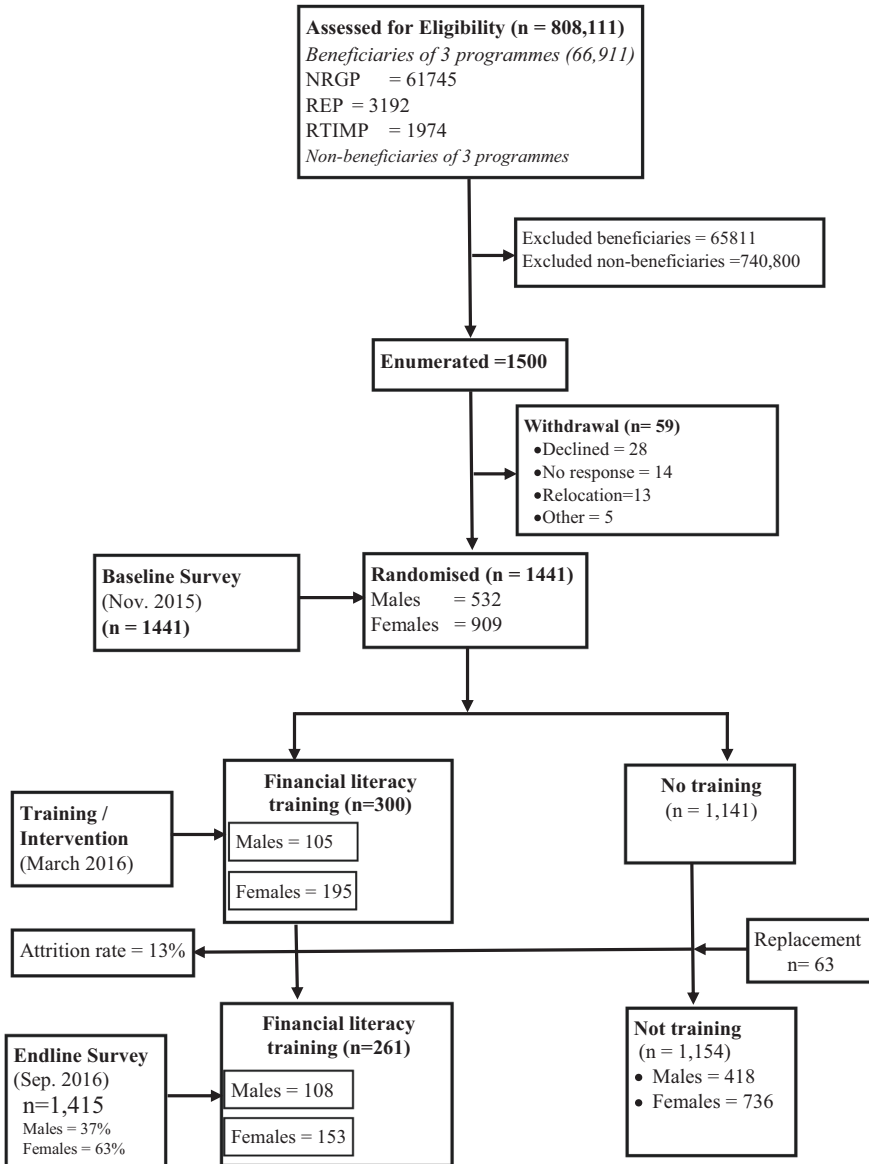 Assessed for Eligibility (n = 808,111)
Beneficiaries of 3 programmes (66,911)
NRGP = 61745
REP = 3192
RTIMP = 1974
Non-beneficiaries of 3 programmes
Excluded beneficiaries = 65811
Excluded non-beneficiaries =740,800
Enumerated =1500
Withdrawal (n= 59)
•Declined = 28
•No response = 14
•Relocation=13
•Other = 5
Baseline Survey
(Nov. 2015)
(n = 1441)
Randomised (n = 1441)
Males = 532
Females = 909
Training /
Intervention
(March 2016)
Financial literacy
training (n=300)
Males = 105
Females = 195
No training
(n = 1,141)
Attrition rate = 13%
Replacement
n= 63
Endline Survey
(Sep. 2016)
n=1,415
Males = 37%
Females = 63%
Financial literacy
training (n=261)
Males = 108
Females = 153
Not training
(n = 1,154)
• Males = 418
• Females = 736